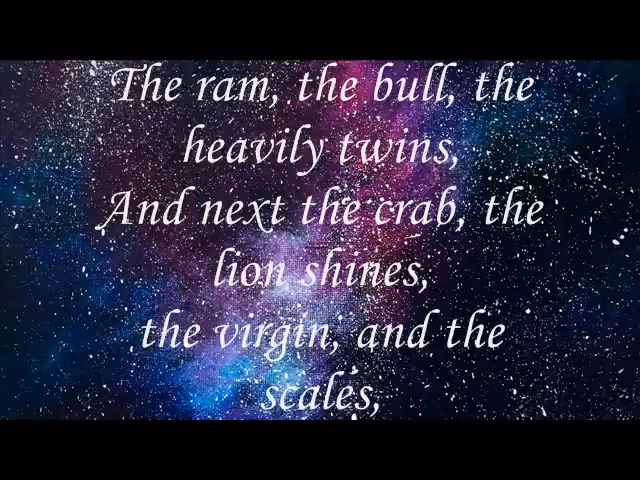 The ram, the bull, the
heavily twins,
And next the crab, the
lion shines,
the virgin, and the
scales,